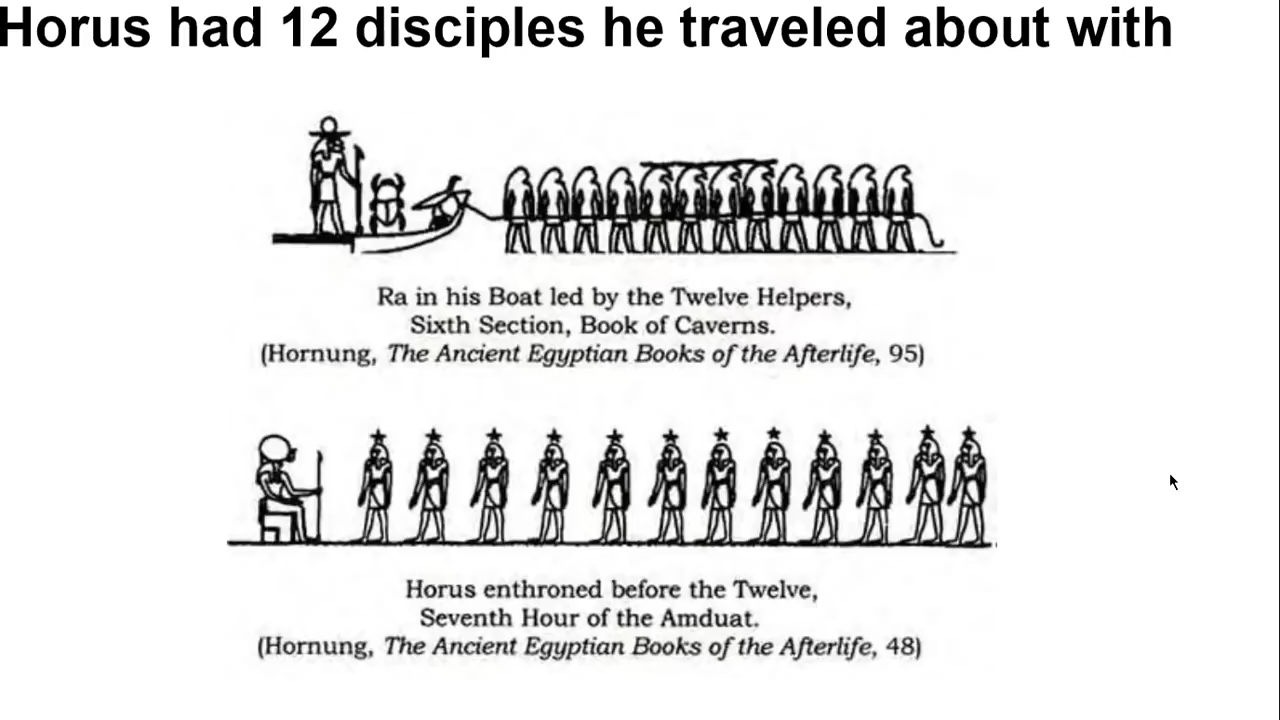 Horus had 12 disciples he traveled about with
Ra in his Boat led by the Twelve Helpers,
Sixth Section, Book of Caverns.
(Hornung, The Ancient Egyptian Books of the Afterlife, 95)
Horus enthroned before the Twelve,
Seventh Hour of the Amduat.
(Hornung, The Ancient Egyptian Books of the Afterlife, 48)